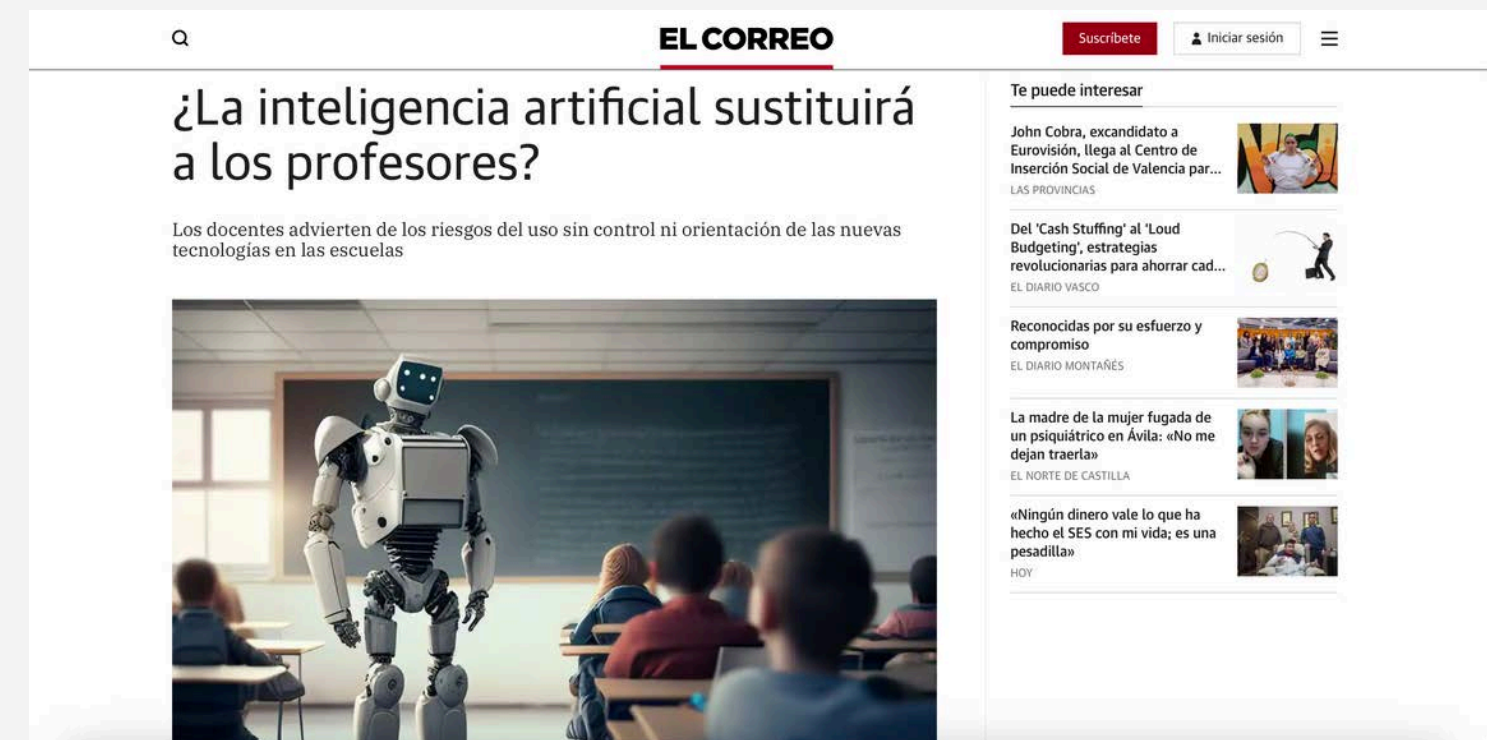 EL CORREO
Suscríbete
Iniciar sesión
¿La inteligencia artificial sustituirá
a los profesores?
Los docentes advierten de los riesgos del uso sin control ni orientación de las nuevas
tecnologías en las escuelas
Te puede interesar
John Cobra, excandidato a
Eurovisión, llega al Centro de
Inserción Social de Valencia par...
LAS PROVINCIAS
Del 'Cash Stuffing' al 'Loud
Budgeting', estrategias
revolucionarias para ahorrar cad...
EL DIARIO VASCO
Reconocidas por su esfuerzo y
compromiso
EL DIARIO MONTAÑÉS
La madre de la mujer fugada de
un psiquiátrico en Ávila: «No me
dejan traerla»
EL NORTE DE CASTILLA
«Ningún dinero vale lo que ha
hecho el SES con mi vida; es una
pesadilla»
HOY